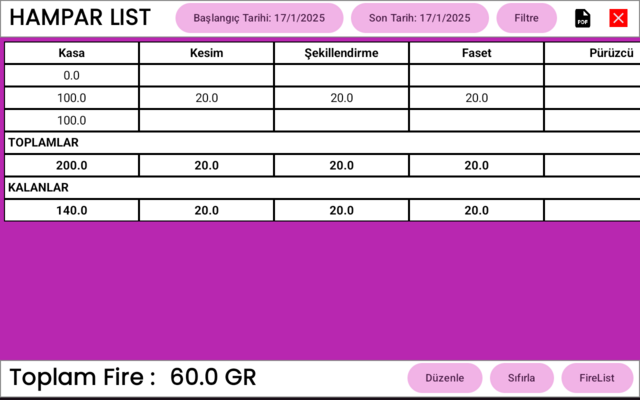 HAMPAR LIST Başlangıç Tarihi: 17/1/2025 Son Tarih: 17/1/2025 Filtre PDF
Kasa Kesim Şekillendirme Faset Pürüzcü
0.0
100.0 20.0 20.0 20.0
100.0
TOPLAMLAR
200.0 20.0 20.0 20.0
KALANLAR
140.0 20.0 20.0 20.0
Toplam Fire : 60.0 GR Düzenle Sıfırla FireList